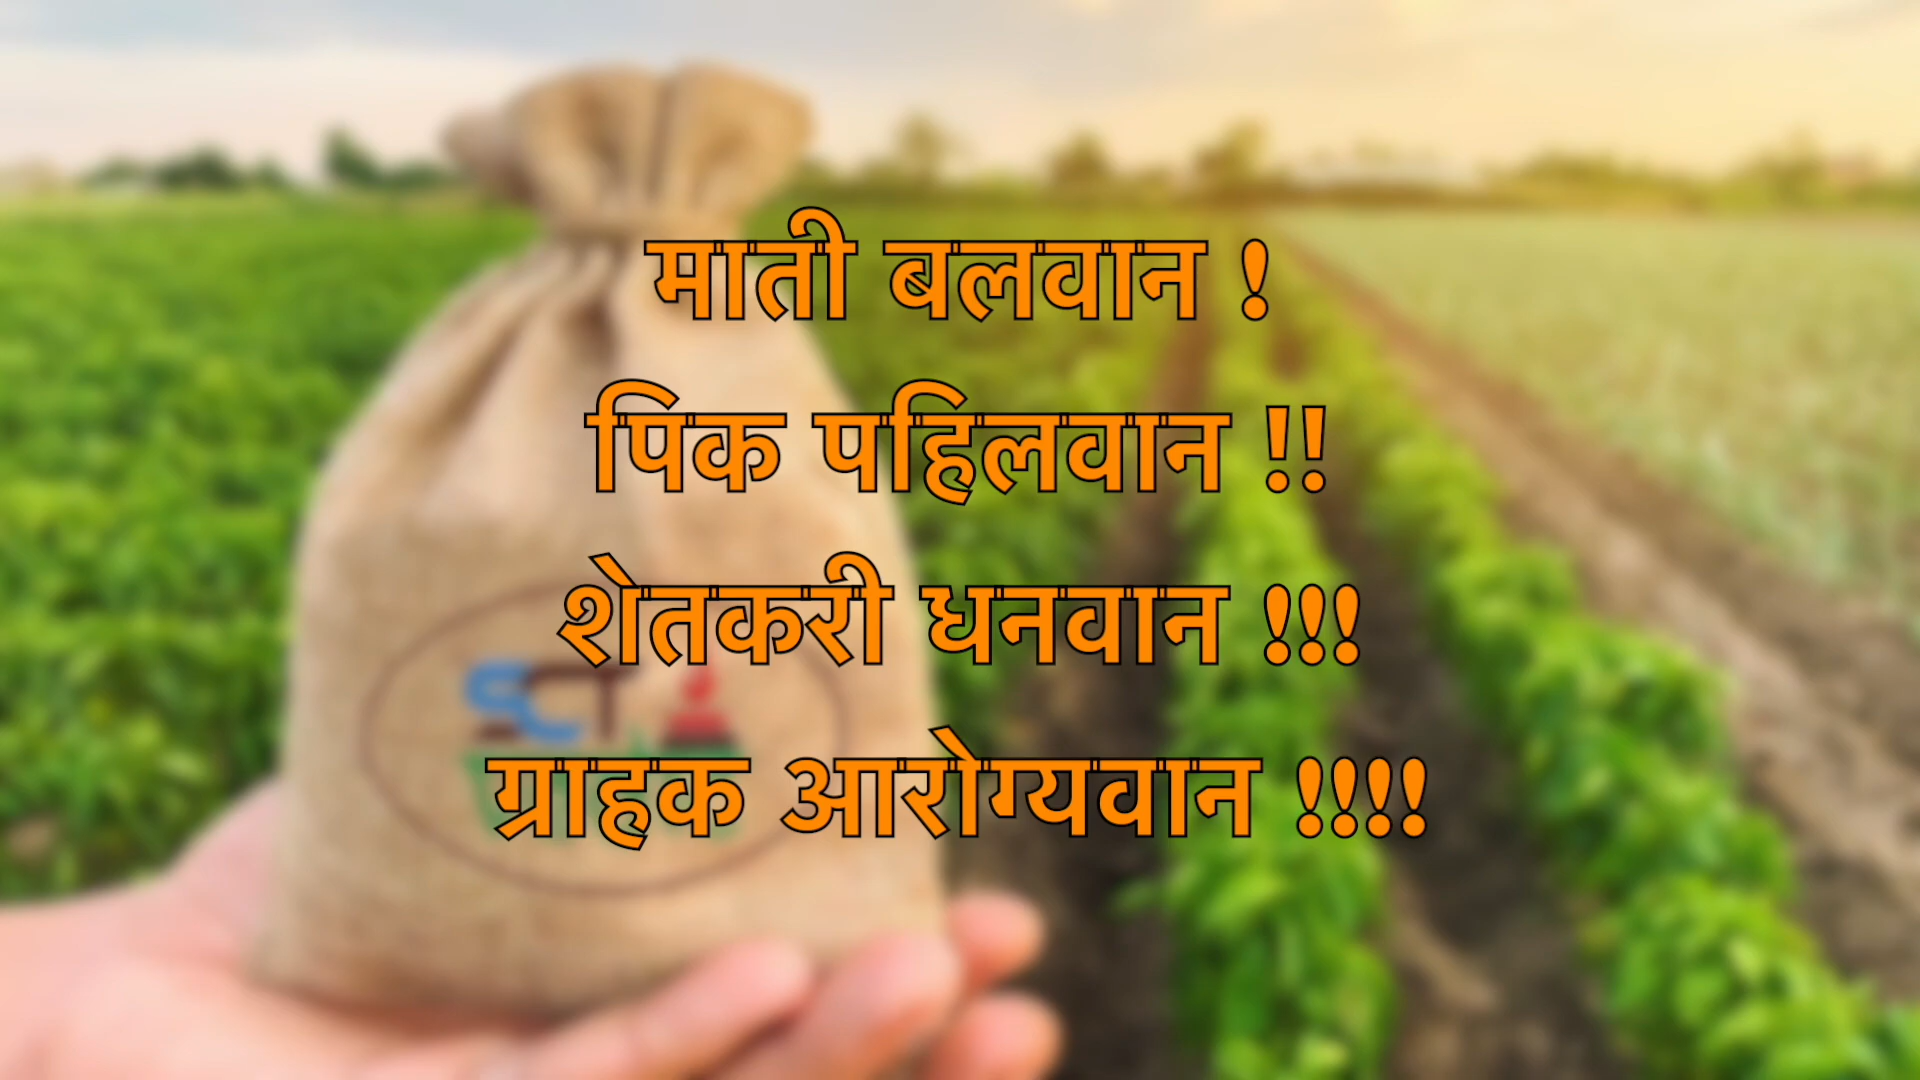 माती बलवान !
पिक पहिलवान !!
शेतकरी धनवान !!!
ग्राहक आरोग्यवान !!!!